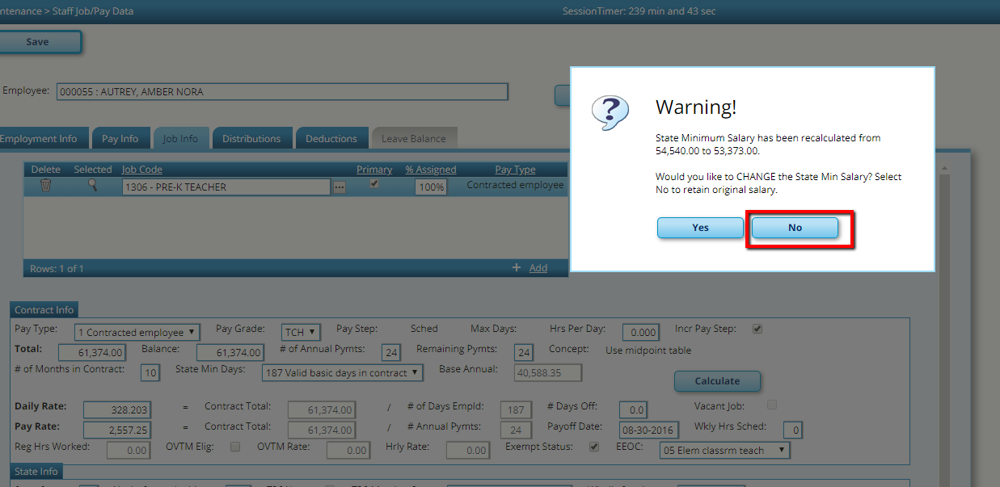 ntenance > Staff Job/Pay Data SessionTimer: 239 min and 43 sec
Save
Employee: 000055 : AUTREY, AMBER NORA
Warning!
State Minimum Salary has been recalculated from
54,540.00 to 53,373.00.
Would you like to CHANGE the State Min Salary? Select
No to retain original salary.
Yes No
Employment Info Pay Info Job Info Distributions Deductions Leave Balance
Delete Selected Job Code Primary % Assigned Pay Type
1306 - PRE-K TEACHER ... 100% Contracted employee
Rows: 1 of 1 + Add
Contract Info
Pay Type: 1 Contracted employee Pay Grade: TCH Pay Step: Sched Max Days: Hrs Per Day: 0.000 Incr Pay Step:
Total: 61,374.00 Balance: 61,374.00 # of Annual Pymts: 24 Remaining Pymts: 24 Concept: Use midpoint table
# of Months in Contract: 10 State Min Days: 187 Valid basic days in contract Base Annual: 40,588.35
Calculate
Daily Rate: 328.203 = Contract Total: 61,374.00 / # of Days Empld: 187 # Days Off: 0.0 Vacant Job:
Pay Rate: 2,557.25 = Contract Total: 61,374.00 / # Annual Pymts: 24 Payoff Date: 08-30-2016 Wkly Hrs Sched: 0
Reg Hrs Worked: 0.00 OVTM Elig: OVTM Rate: 0.00 Hrly Rate: 0.00 Exempt Status: EEOC: 05 Elem classrm teach
State Info